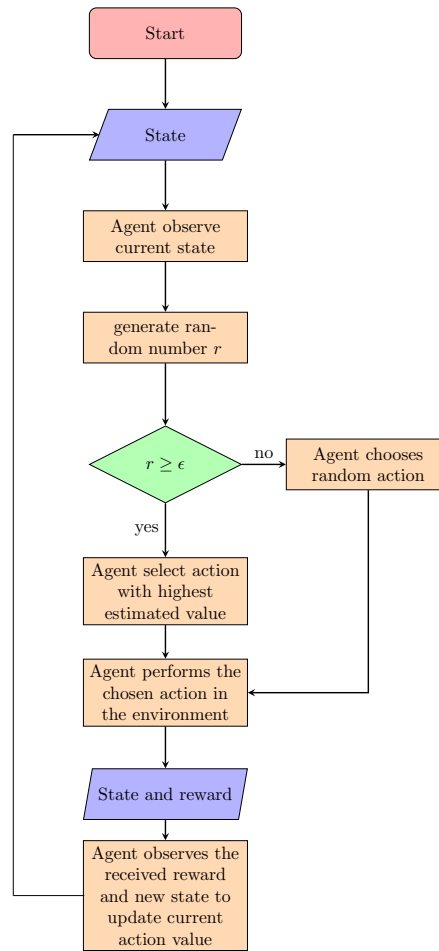 Start
State
Agent observe
current state
generate ran-
dom number r
r ≥ ϵ
no
Agent chooses
random action
yes
Agent select action
with highest
estimated value
Agent performs the
chosen action in
the environment
State and reward
Agent observes the
received reward
and new state to
update current
action value